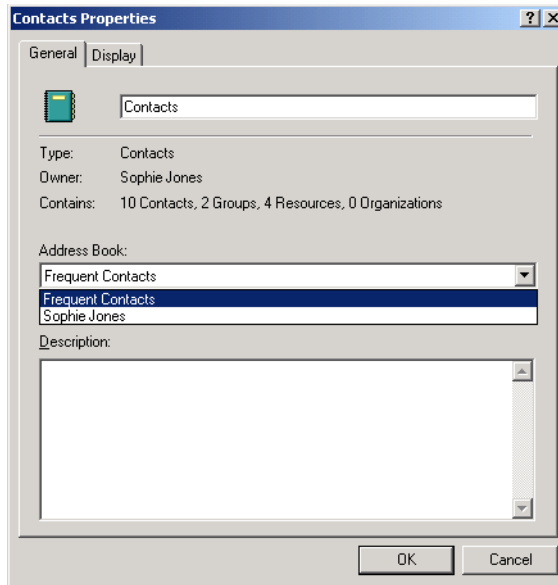 Contacts Properties
General Display
Contacts
Type: Contacts
Owner: Sophie Jones
Contains: 10 Contacts, 2 Groups, 4 Resources, 0 Organizations
Address Book:
Frequent Contacts
Frequent Contacts
Sophie Jones
Description:
OK Cancel